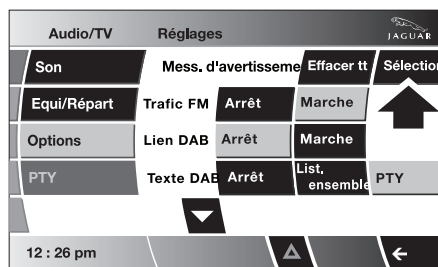 Audio/TV Réglages JAGUAR
Son Mess. d'avertisseme Effacer tt Sélection
Equi/Répart Trafic FM Arrêt Marche
Options Lien DAB Arrêt Marche
PTY Texte DAB Arrêt List. ensemble PTY
12 : 26 pm